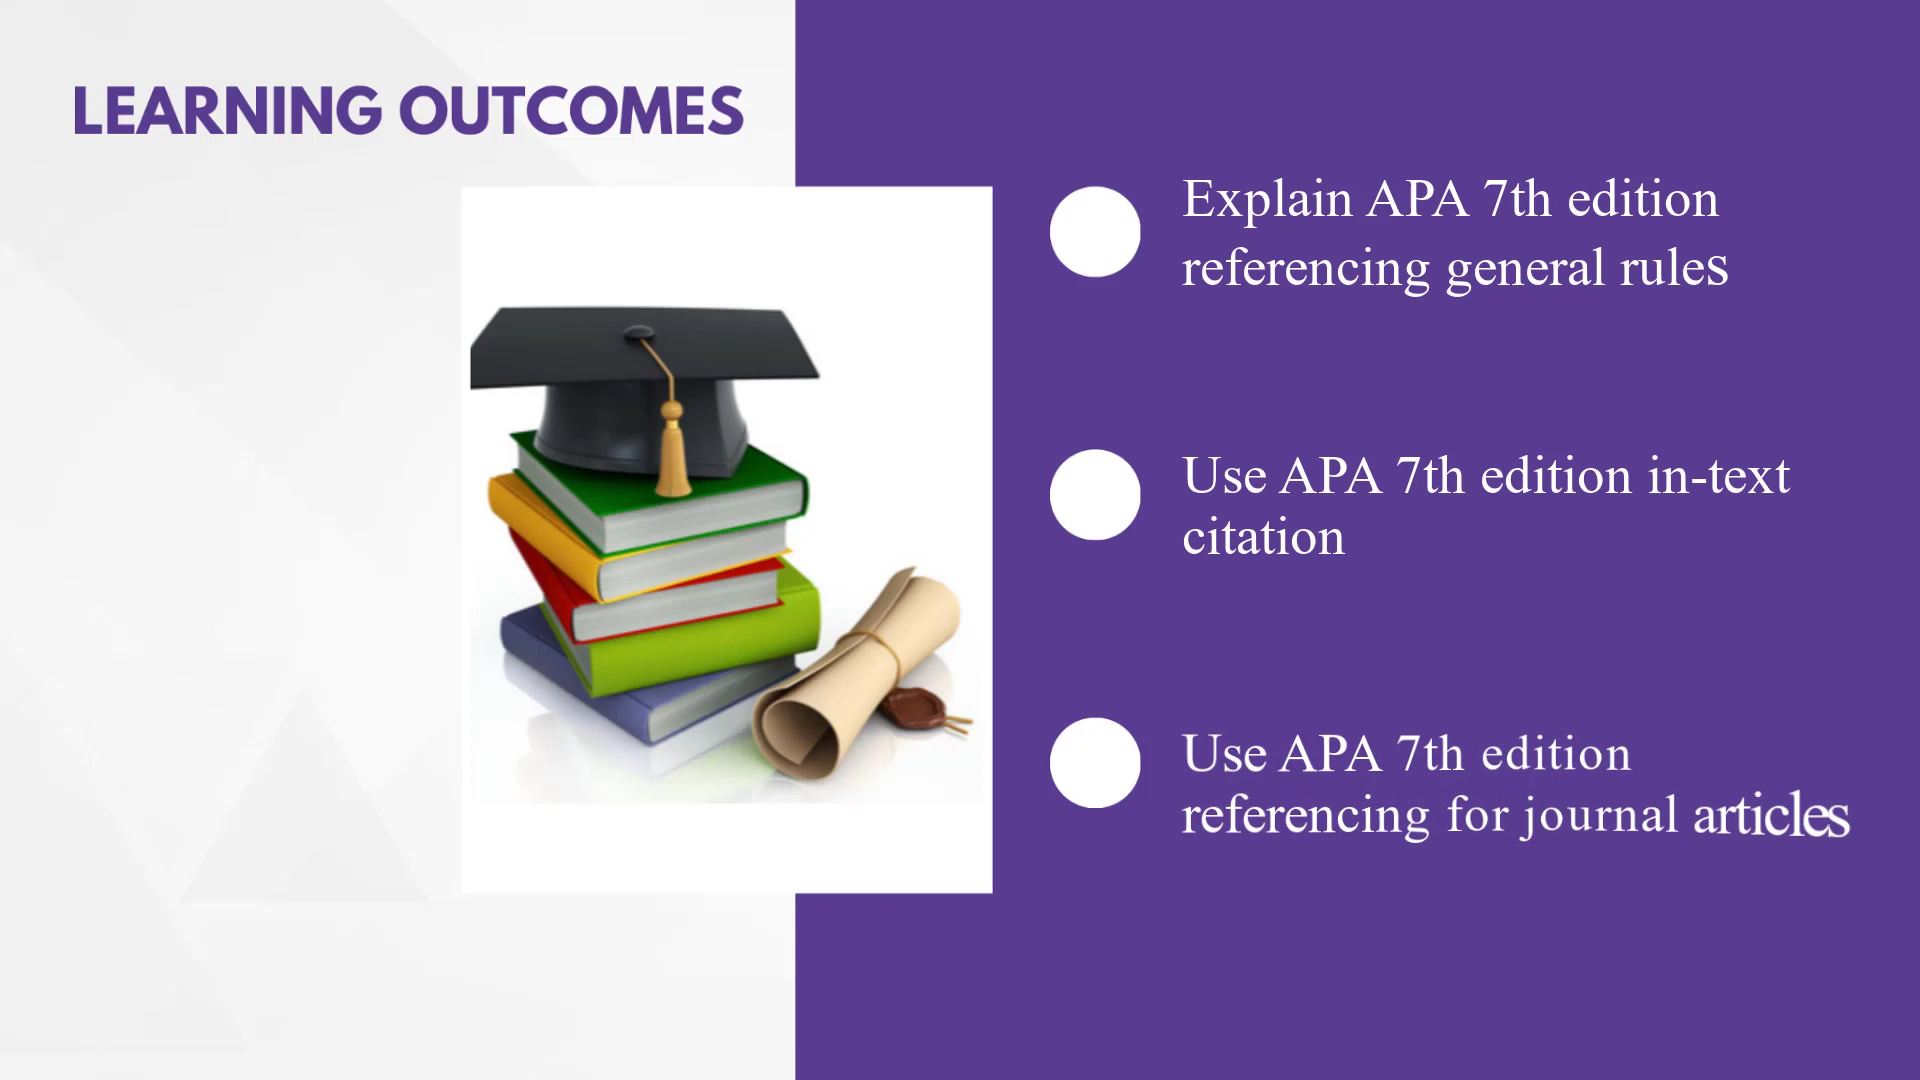 LEARNING OUTCOMES
Explain APA 7th edition
referencing general rules
Use APA 7th edition in-text
citation
Use APA 7th edition
referencing for journal articles